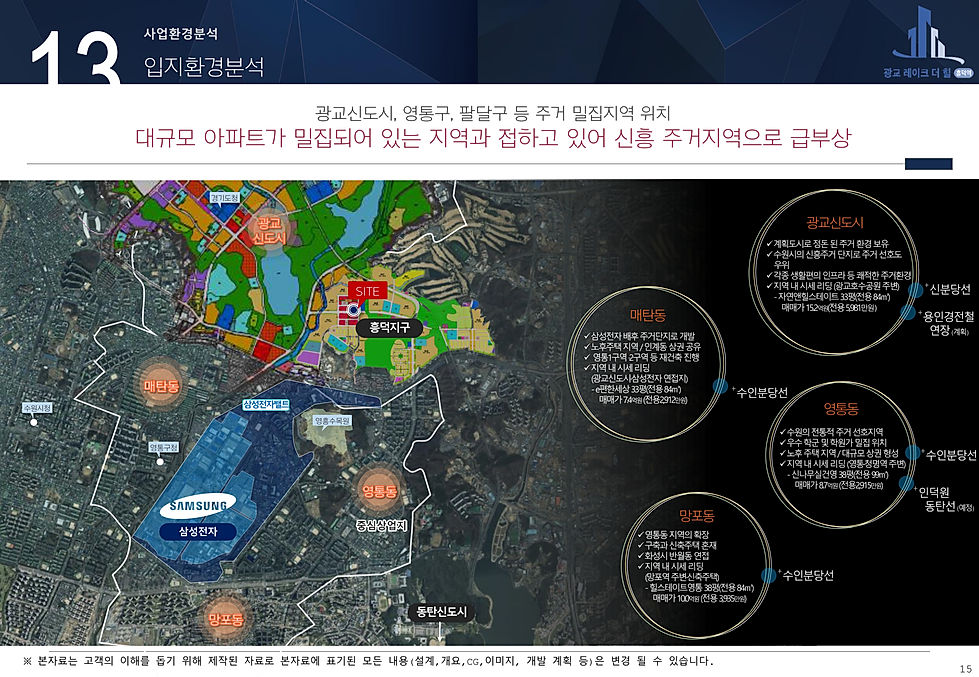 13
사업환경분석
입지환경분석
광교 레이크 더 힐 흥덕역
광교신도시, 영통구, 팔달구 등 주거 밀집지역 위치
대규모 아파트가 밀집되어 있는 지역과 접하고 있어 신흥 주거지역으로 급부상
경기도청
광교
신도시
SITE
흥덕지구
매탄동
수원시청
삼성전자벨트
영흥수목원
영통구청
SAMSUNG
삼성전자
영통동
중심상업지
망포동
동탄신도시
광교신도시
✓계획도시로 정돈 된 주거 환경 보유
✓수원시의 신흥주거 단지로 주거 선호도
우위
✓각종 생활편의 인프라 등 쾌적한 주거환경
✓지역 내 시세 리딩 (광교호수공원 주변)
- 자연앤힐스테이트 33평(전용 84㎡)
매매가 15.2억원(전용 5,981만원)
+신분당선
+용인경전철
연장 (계획)
매탄동
✓삼성전자 배후 주거단지로 개발
✓노후주택 지역 / 인계동 상권 공유
✓영통1구역 2구역 등 재건축 진행
✓지역 내 시세 리딩
(광교도시삼성전자 연접지)
- e편한세상 33평(전용 84㎡)
매매가 7.4억원 (전용2,912만원)
+수인분당선
영통동
✓수원의 전통적 주거 선호지역
✓우수 학군 및 학원가 밀집 위치
✓노후 주택 지역 / 대규모 상권 형성
✓지역 내 시세 리딩 (영통청명역 주변)
- 신나무실건영 38평(전용 99㎡)
매매가 8.7억원(전용2,915만원)
+수인분당선
+인덕원
동탄선 (예정)
망포동
✓영통동 지역의 확장
✓구축과 신축주택 혼재
✓화성시 반월동 연접
✓지역 내 시세 리딩
(망포역 주변신축주택)
- 힐스테이트영통 38평(전용 84㎡)
매매가 10.0억원 (전용 3,935만원)
+수인분당선
※ 본자료는 고객의 이해를 돕기 위해 제작된 자료로 본자료에 표기된 모든 내용(설계,개요,CG,이미지, 개발 계획 등)은 변경 될 수 있습니다.
15